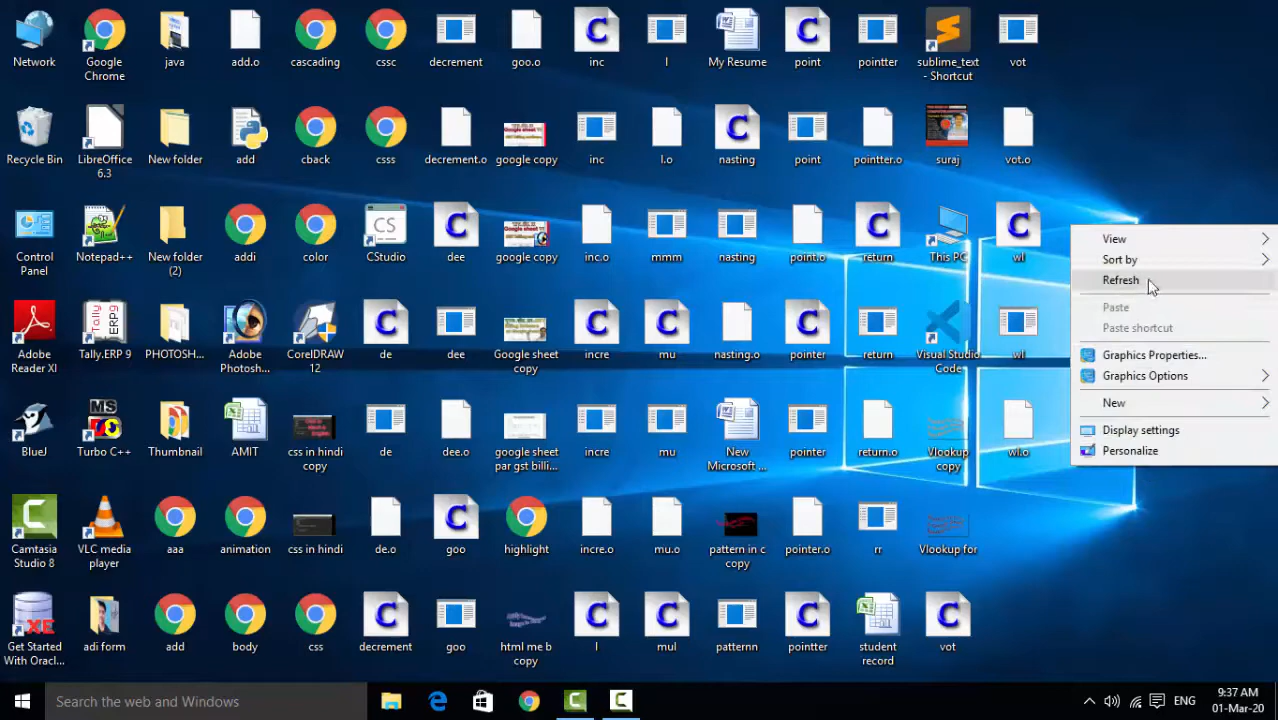 Network
Google
Chrome
java
add.o
cascading
cssc
decrement
goo.o
inc
l
My Resume
point
pointter
sublime_text
- Shortcut
vot
Recycle Bin
LibreOffice
6.3
New folder
add
cback
csss
decrement.o
google copy
inc
l.o
nasting
point
pointter.o
suraj
vot.o
Control
Panel
Notepad++
New folder
(2)
addi
color
CStudio
dee
google copy
inc.o
mmm
nasting
point.o
return
This PC
wl
Adobe
Reader XI
Tally.ERP 9
PHOTOSH...
Adobe
Photosh...
CorelDRAW
12
de
dee
Google sheet
copy
incre
mu
nasting.o
pointer
return
Visual Studio
Code
wl
BlueJ
Turbo C++
Thumbnail
AMIT
css in hindi
copy
de
dee.o
google sheet
par gst billi...
incre
mu
New
Microsoft ...
pointer
return.o
Vlookup
copy
wl.o
Camtasia
Studio 8
VLC media
player
aaa
animation
css in hindi
de.o
goo
highlight
incre.o
mu.o
pattern in c
copy
pointer.o
rr
Vlookup for
Get Started
With Oracl...
adi form
add
body
css
decrement
goo
html me b
copy
l
mul
patternn
pointter
student
record
vot
View
Sort by
Refresh
Paste
Paste shortcut
Graphics Properties...
Graphics Options
New
Display settings
Personalize
Search the web and Windows
ENG
9:37 AM
01-Mar-20